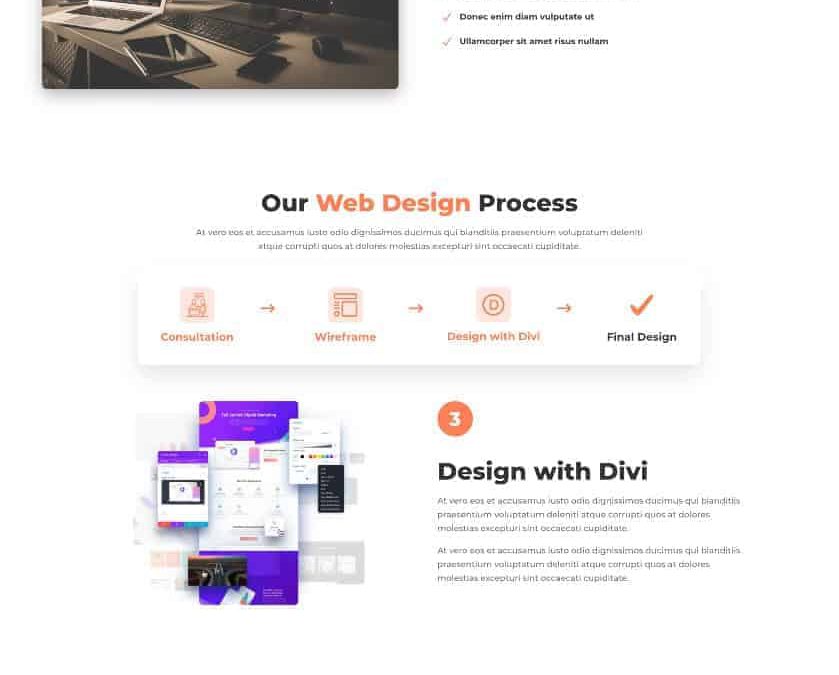 Donec enim diam vulputate ut
Ullamcorper sit amet risus nullam
Our Web Design Process
At vero eos et accusamus iusto odio dignissimos ducimus qui blanditiis praesentium voluptatum deleniti
atque corrupti quos at dolores molestias excepturi sint occaecati cupiditate.
Consultation
Wireframe
Design with Divi
Final Design
3
Design with Divi
At vero eos et accusamus iusto odio dignissimos ducimus qui blanditiis
praesentium voluptatum deleniti atque corrupti quos at dolores
molestias excepturi sint occaecati cupiditate.
At vero eos et accusamus iusto odio dignissimos ducimus qui blanditiis
praesentium voluptatum deleniti atque corrupti quos at dolores
molestias excepturi sint occaecati cupiditate.